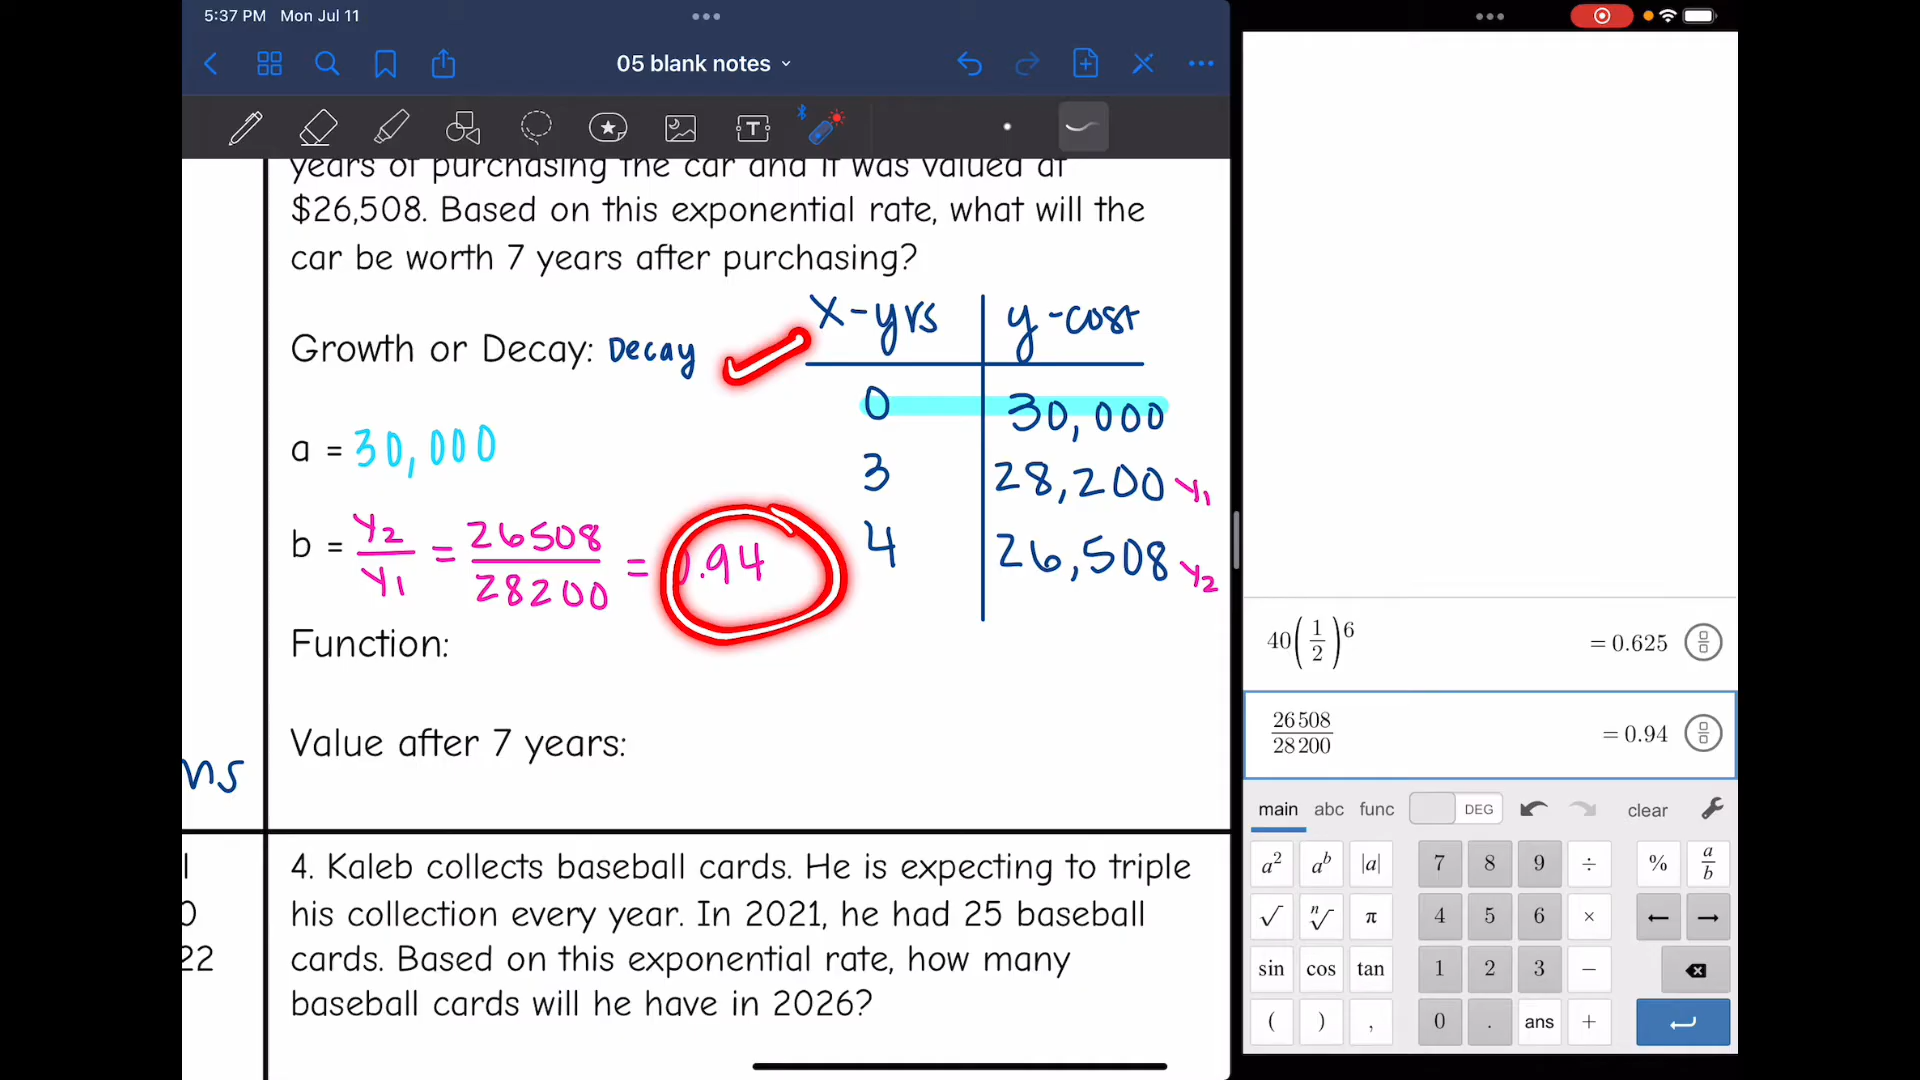 5:37 PM Mon Jul 11
05 blank notes
years of purchasing the car and it was valued at
$26,508. Based on this exponential rate, what will the
car be worth 7 years after purchasing?
x-yrs y-cost
Growth or Decay: Decay
0 30,000
a = 30,000
3 28,200 y1
b = y2/y1 = 26508/28200 = 0.94
4 26,508 y2
Function:
Value after 7 years:
ns
4. Kaleb collects baseball cards. He is expecting to triple
his collection every year. In 2021, he had 25 baseball
cards. Based on this exponential rate, how many
baseball cards will he have in 2026?
22
40(1/2)^6 = 0.625
26508/28200 = 0.94
main abc func DEG clear
a² aᵇ |a| 7 8 9 ÷ % a/b
√ ⁿ√ π 4 5 6 × ← →
sin cos tan 1 2 3 −
( ) , 0 . ans +